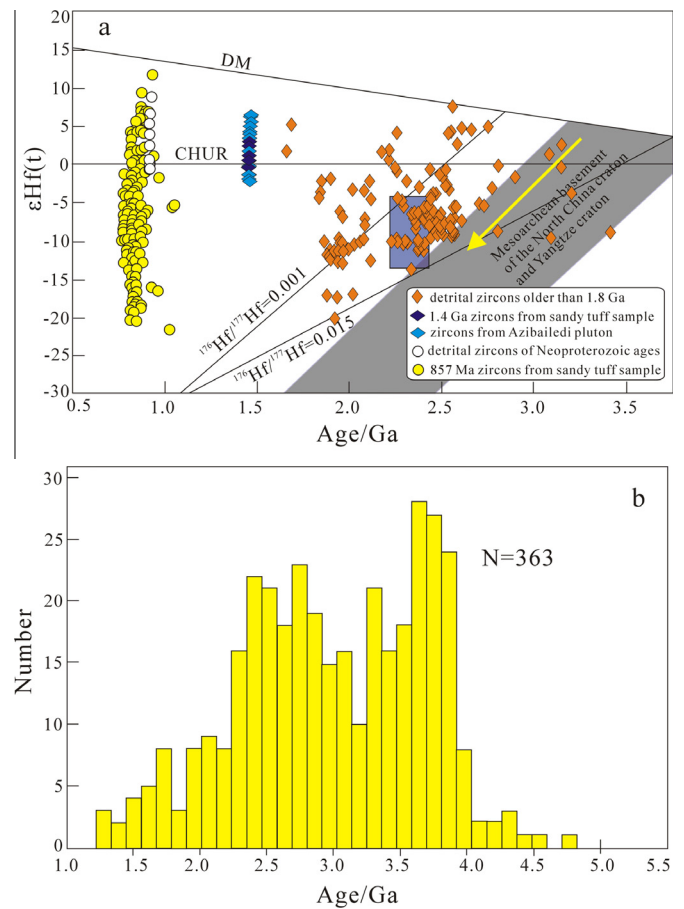 a
εHf(t)
20
15
10
5
0
-5
-10
-15
-20
-25
-30
DM
CHUR
Mesoarchean basement
of the North China craton
and Yangtze craton
¹⁷⁶Hf/¹⁷⁷Hf=0.001
¹⁷⁶Hf/¹⁷⁷Hf=0.015
detrital zircons older than 1.8 Ga
1.4 Ga zircons from sandy tuff sample
zircons from Azibailedi pluton
detrital zircons of Neoproterozoic ages
857 Ma zircons from sandy tuff sample
0.5 1.0 1.5 2.0 2.5 3.0 3.5
Age/Ga
b
N=363
Number
30
25
20
15
10
5
0
1.0 1.5 2.0 2.5 3.0 3.5 4.0 4.5 5.0 5.5
Age/Ga